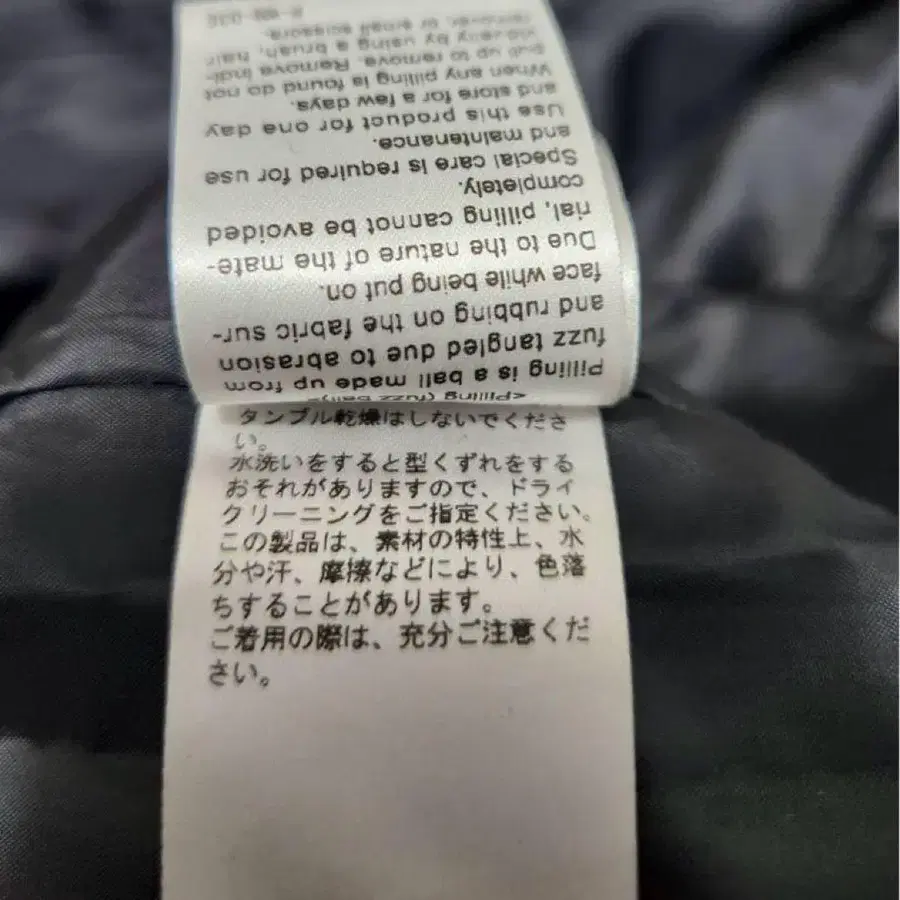 <Pilling (fuzz ball)>
Pilling is a ball made up from
fuzz tangled due to abrasion
and rubbing on the fabric sur-
face while being put on.
Due to the nature of the mate-
rial, pilling cannot be avoided
completely.
Special care is required for use
and maintenance.
Use this product for one day
and store for a few days.
When any pilling is found do not
pull up to remove. Remove indi-
vidually by using a brush, hair
remover, or small scissors.
タンブル乾燥はしないでくださ
い。
水洗いをすると型くずれをする
おそれがありますので、ドライ
クリーニングをご指定ください。
この製品は、素材の特性上、水
分や汗、摩擦などにより、色落
ちすることがあります。
ご着用の際は、充分ご注意くだ
さい。